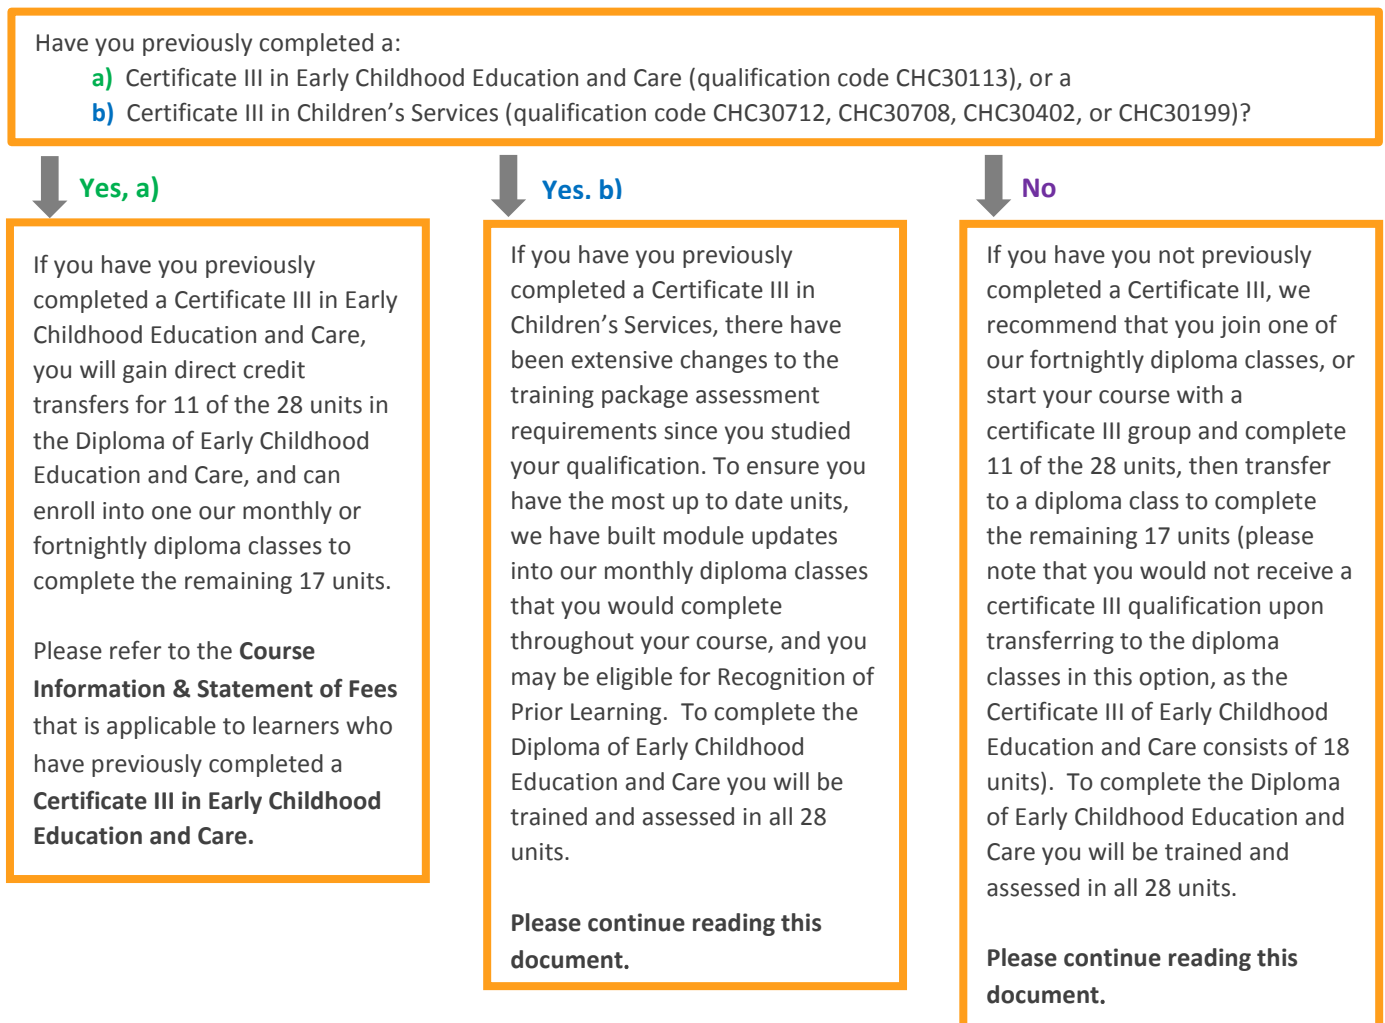 Have you previously completed a:
a) Certificate III in Early Childhood Education and Care (qualification code CHC30113), or a
b) Certificate III in Children’s Services (qualification code CHC30712, CHC30708, CHC30402, or CHC30199)?
Yes, a)
If you have you previously
completed a Certificate III in Early
Childhood Education and Care,
you will gain direct credit
transfers for 11 of the 28 units in
the Diploma of Early Childhood
Education and Care, and can
enroll into one our monthly or
fortnightly diploma classes to
complete the remaining 17 units.
Please refer to the Course
Information & Statement of Fees
that is applicable to learners who
have previously completed a
Certificate III in Early Childhood
Education and Care.
Yes, b)
If you have you previously
completed a Certificate III in
Children’s Services, there have
been extensive changes to the
training package assessment
requirements since you studied
your qualification. To ensure you
have the most up to date units,
we have built module updates
into our monthly diploma classes
that you would complete
throughout your course, and you
may be eligible for Recognition of
Prior Learning.  To complete the
Diploma of Early Childhood
Education and Care you will be
trained and assessed in all 28
units.
Please continue reading this
document.
No
If you have you not previously
completed a Certificate III, we
recommend that you join one of
our fortnightly diploma classes, or
start your course with a
certificate III group and complete
11 of the 28 units, then transfer
to a diploma class to complete
the remaining 17 units (please
note that you would not receive a
certificate III qualification upon
transferring to the diploma
classes in this option, as the
Certificate III of Early Childhood
Education and Care consists of 18
units).  To complete the Diploma
of Early Childhood Education and
Care you will be trained and
assessed in all 28 units.
Please continue reading this
document.